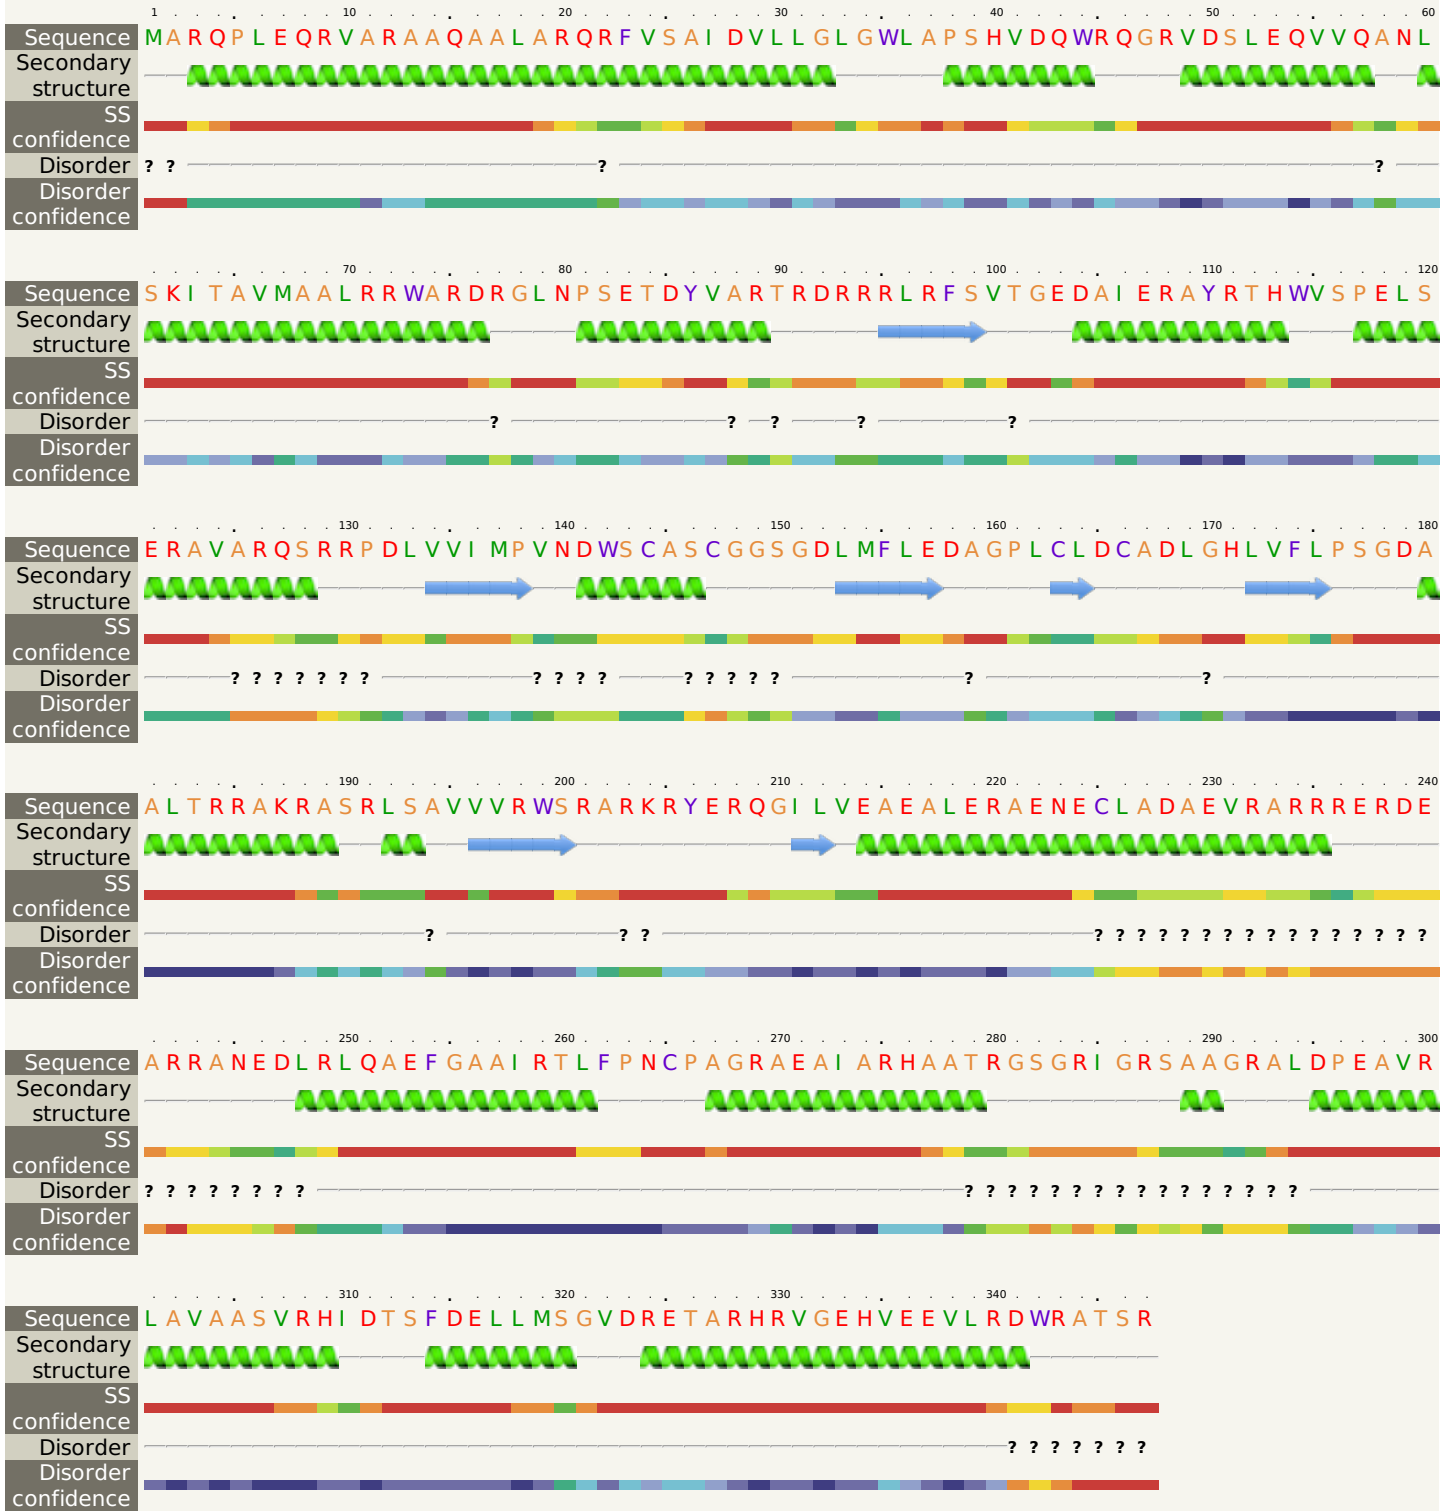 1 10 20 30 40 50 60
Sequence MARQPLEQRVARAAQAALARQRFVSAIDVLLGLGWLAPSHVDQWRQGRVDSLEQVVQANL
Secondary structure
SS confidence
Disorder ? ? ? ?
Disorder confidence
70 80 90 100 110 120
Sequence SKITAVMAALRRWARDRGLNPSETDYVARTRDRRRLRFSVTGEDAIERAYRTHWVSPELS
Secondary structure
SS confidence
Disorder ? ? ? ? ?
Disorder confidence
130 140 150 160 170 180
Sequence ERAVARQSRRPDLVVIMPVNDWSCASCGGSGDLMFLEDAGPLCLDCADLGHLVFLPSGDA
Secondary structure
SS confidence
Disorder ? ? ? ? ? ? ? ? ? ? ? ? ? ? ? ? ? ?
Disorder confidence
190 200 210 220 230 240
Sequence ALTRRAKRASRLSAVVVRWSRARKRYERQGILVEAEALERAENECLADAEVRARRRERDE
Secondary structure
SS confidence
Disorder ? ? ? ? ? ? ? ? ? ? ? ? ? ? ? ? ? ? ?
Disorder confidence
250 260 270 280 290 300
Sequence ARRANEDLRLQAEFGAAIRTLFPNCPAGRAEAIARHAATRGSGRIGRSAAGRALDPEAVR
Secondary structure
SS confidence
Disorder ? ? ? ? ? ? ? ? ? ? ? ? ? ? ? ? ? ? ? ? ? ? ? ?
Disorder confidence
310 320 330 340
Sequence LAVAASVRHIDTSFDELLMSGVDRETARHRVGEHVEEVLRDWRATSR
Secondary structure
SS confidence
Disorder ? ? ? ? ? ? ?
Disorder confidence